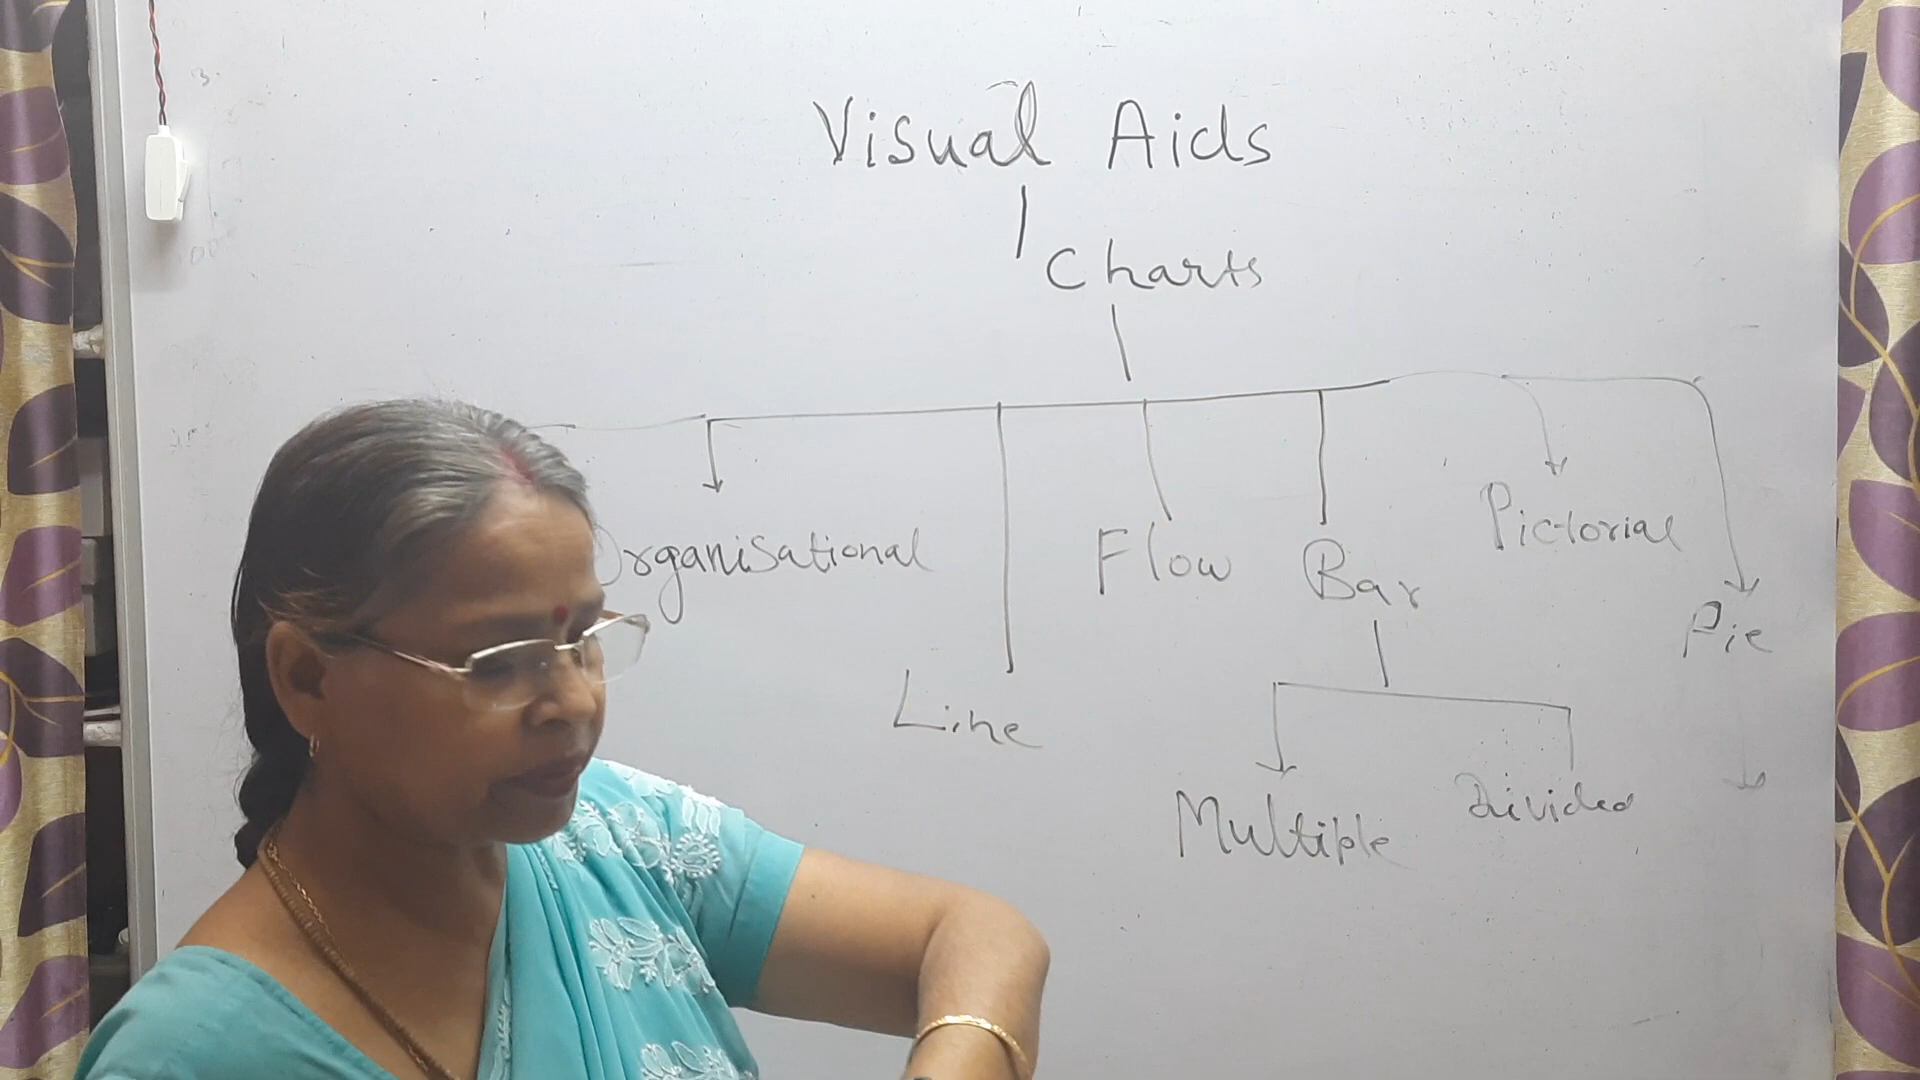 Visual Aids
Charts
Organisational
Flow
Bar
Pictorial
Pie
Line
Multiple
Divided